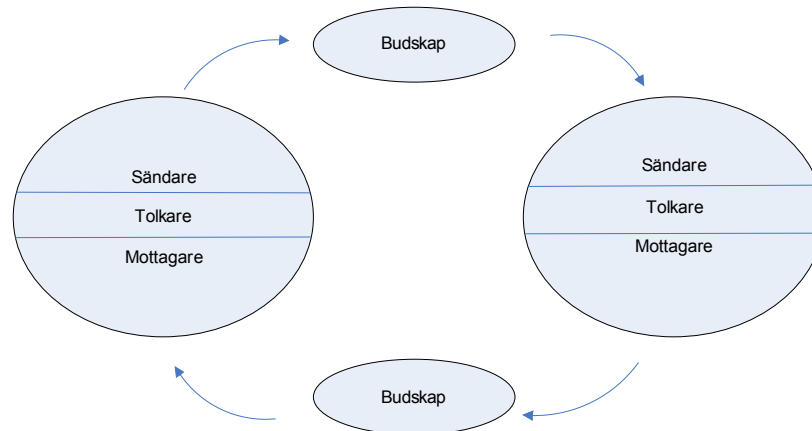 Budskap
Sändare
Tolkare
Mottagare
Sändare
Tolkare
Mottagare
Budskap